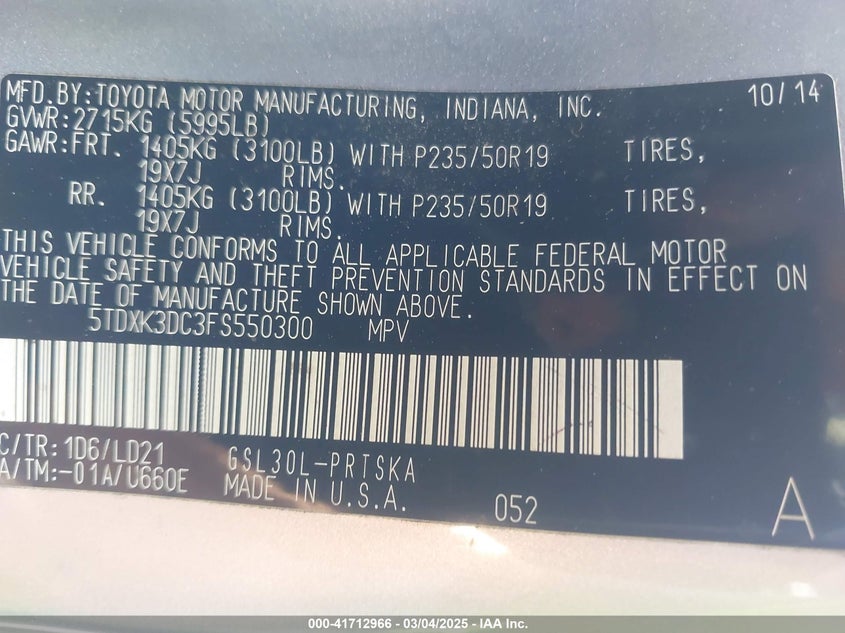 MFD.BY:TOYOTA MOTOR MANUFACTURING, INDIANA, INC. 10/14
GVWR:2715KG (5995LB)
GAWR:FRT. 1405KG (3100LB) WITH P235/50R19 TIRES,
19X7J RIMS.
RR. 1405KG (3100LB) WITH P235/50R19 TIRES,
19X7J RIMS.
THIS VEHICLE CONFORMS TO ALL APPLICABLE FEDERAL MOTOR
VEHICLE SAFETY AND THEFT PREVENTION STANDARDS IN EFFECT ON
THE DATE OF MANUFACTURE SHOWN ABOVE.
5TDXK3DC3FS550300 MPV
C/TR:1D6/LD21 GSL30L-PRTSKA
A/TM:-01A/U660E MADE IN U.S.A. 052 A
000-41712966 - 03/04/2025 - IAA Inc.